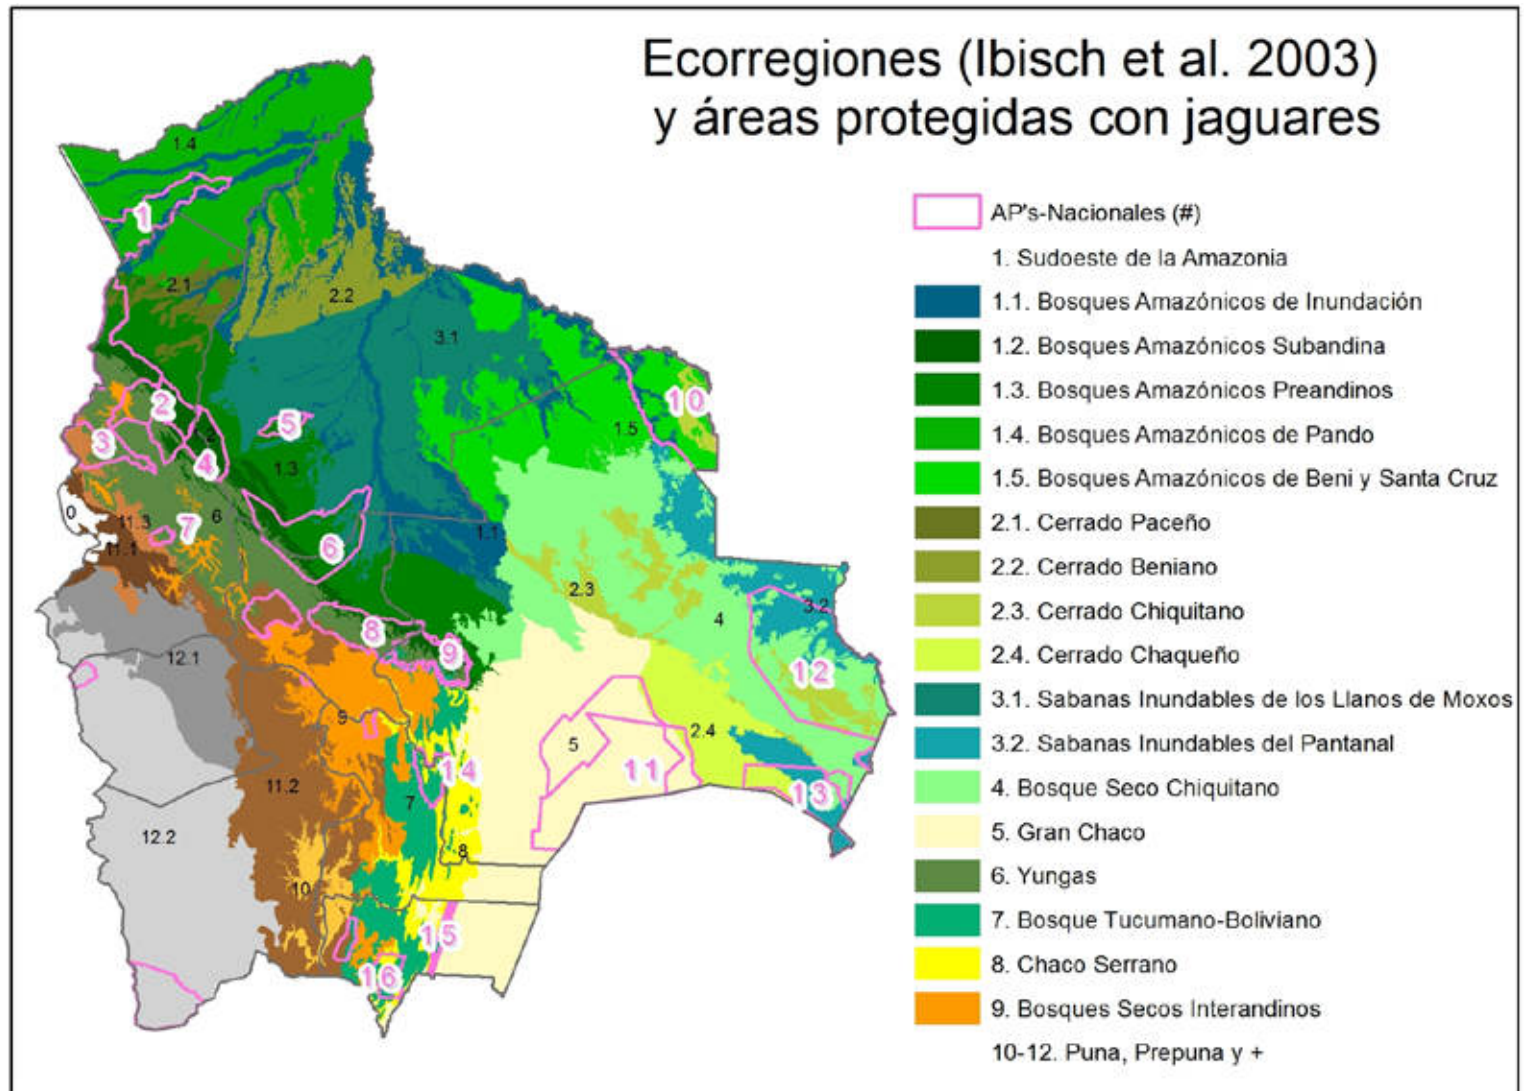 Ecorregiones (Ibisch et al. 2003)
y áreas protegidas con jaguares
AP's-Nacionales (#)
1. Sudoeste de la Amazonia
1.1. Bosques Amazónicos de Inundación
1.2. Bosques Amazónicos Subandina
1.3. Bosques Amazónicos Preandinos
1.4. Bosques Amazónicos de Pando
1.5. Bosques Amazónicos de Beni y Santa Cruz
2.1. Cerrado Paceño
2.2. Cerrado Beniano
2.3. Cerrado Chiquitano
2.4. Cerrado Chaqueño
3.1. Sabanas Inundables de los Llanos de Moxos
3.2. Sabanas Inundables del Pantanal
4. Bosque Seco Chiquitano
5. Gran Chaco
6. Yungas
7. Bosque Tucumano-Boliviano
8. Chaco Serrano
9. Bosques Secos Interandinos
10-12. Puna, Prepuna y +
1.4
1
2.1
2.2
3.1
10
2
5
1.5
3
4
1.3
0
11.3
7
6
11.1
6
1.1
2.3
4
3.2
8
9
12.1
12
9
5
2.4
11
14
13
11.2
7
12.2
8
10
15
16